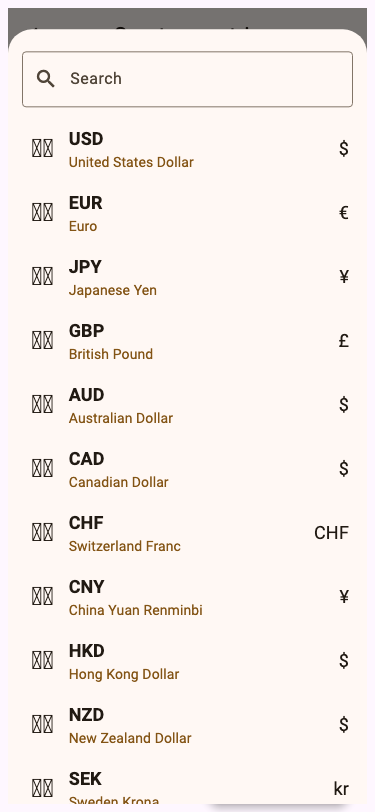 Search
USD
United States Dollar
$
EUR
Euro
€
JPY
Japanese Yen
¥
GBP
British Pound
£
AUD
Australian Dollar
$
CAD
Canadian Dollar
$
CHF
Switzerland Franc
CHF
CNY
China Yuan Renminbi
¥
HKD
Hong Kong Dollar
$
NZD
New Zealand Dollar
$
SEK
Sweden Krona
kr